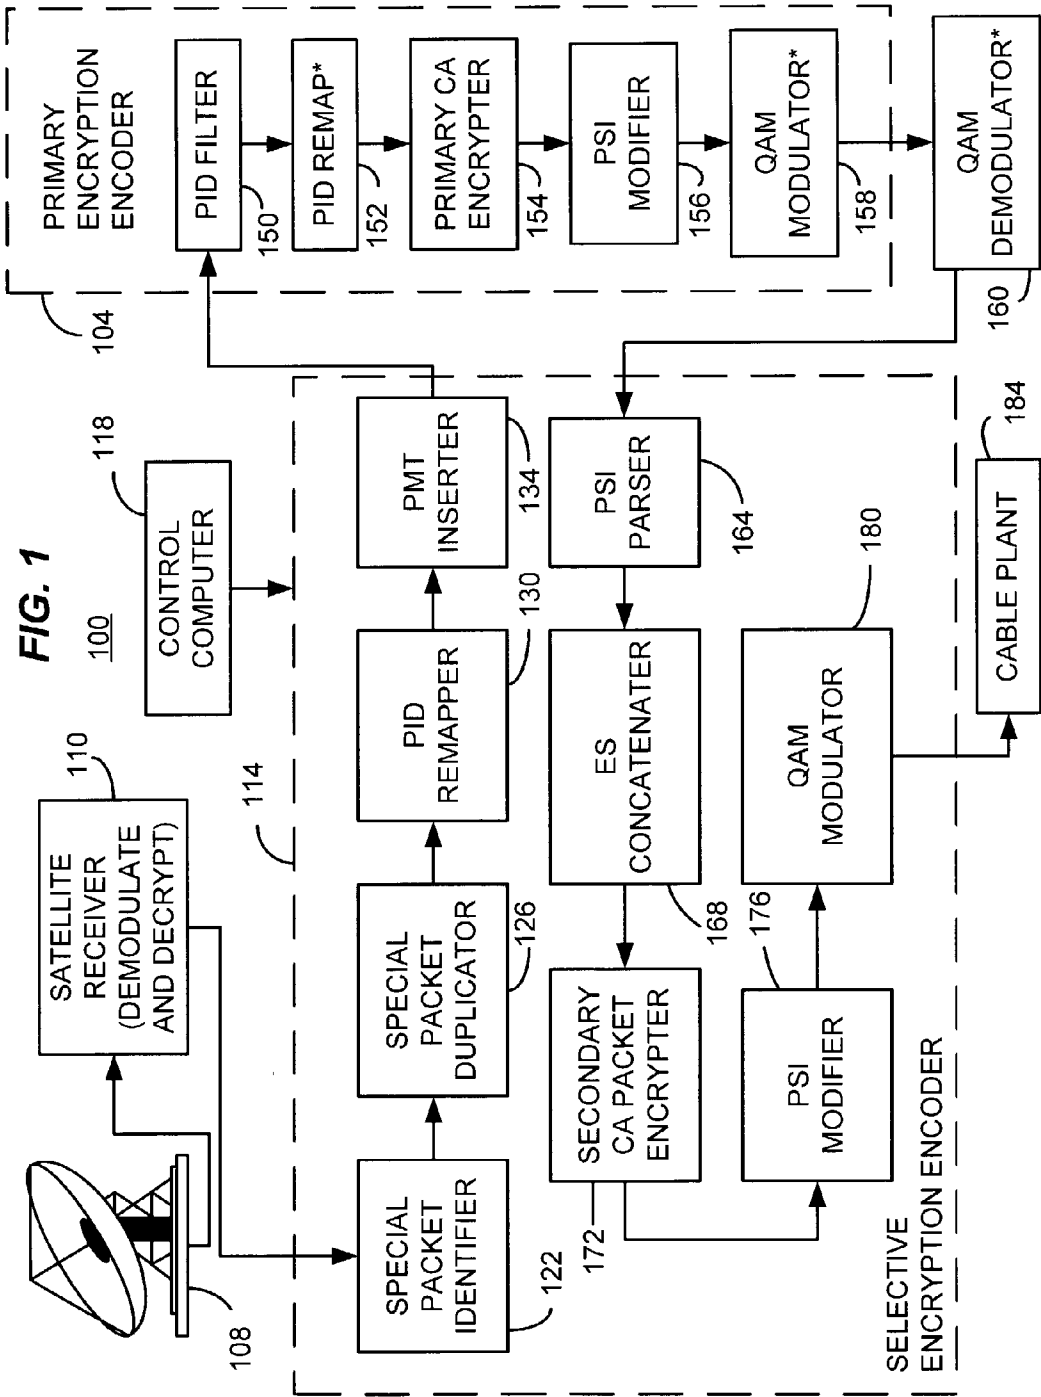 FIG. 1
100
108
SATELLITE
RECEIVER
(DEMODULATE
AND DECRYPT)
110
CONTROL
COMPUTER
118
PRIMARY
ENCRYPTION
ENCODER
104
PID FILTER
150
PID REMAP*
152
PRIMARY CA
ENCRYPTER
154
PSI
MODIFIER
156
QAM
MODULATOR*
158
QAM
DEMODULATOR*
160
114
SPECIAL
PACKET
IDENTIFIER
122
SPECIAL
PACKET
DUPLICATOR
126
PID
REMAPPER
130
PMT
INSERTER
134
PSI
PARSER
164
ES
CONCATENATER
168
SECONDARY
CA PACKET
ENCRYPTER
172
PSI
MODIFIER
176
QAM
MODULATOR
180
SELECTIVE
ENCRYPTION ENCODER
CABLE PLANT
184